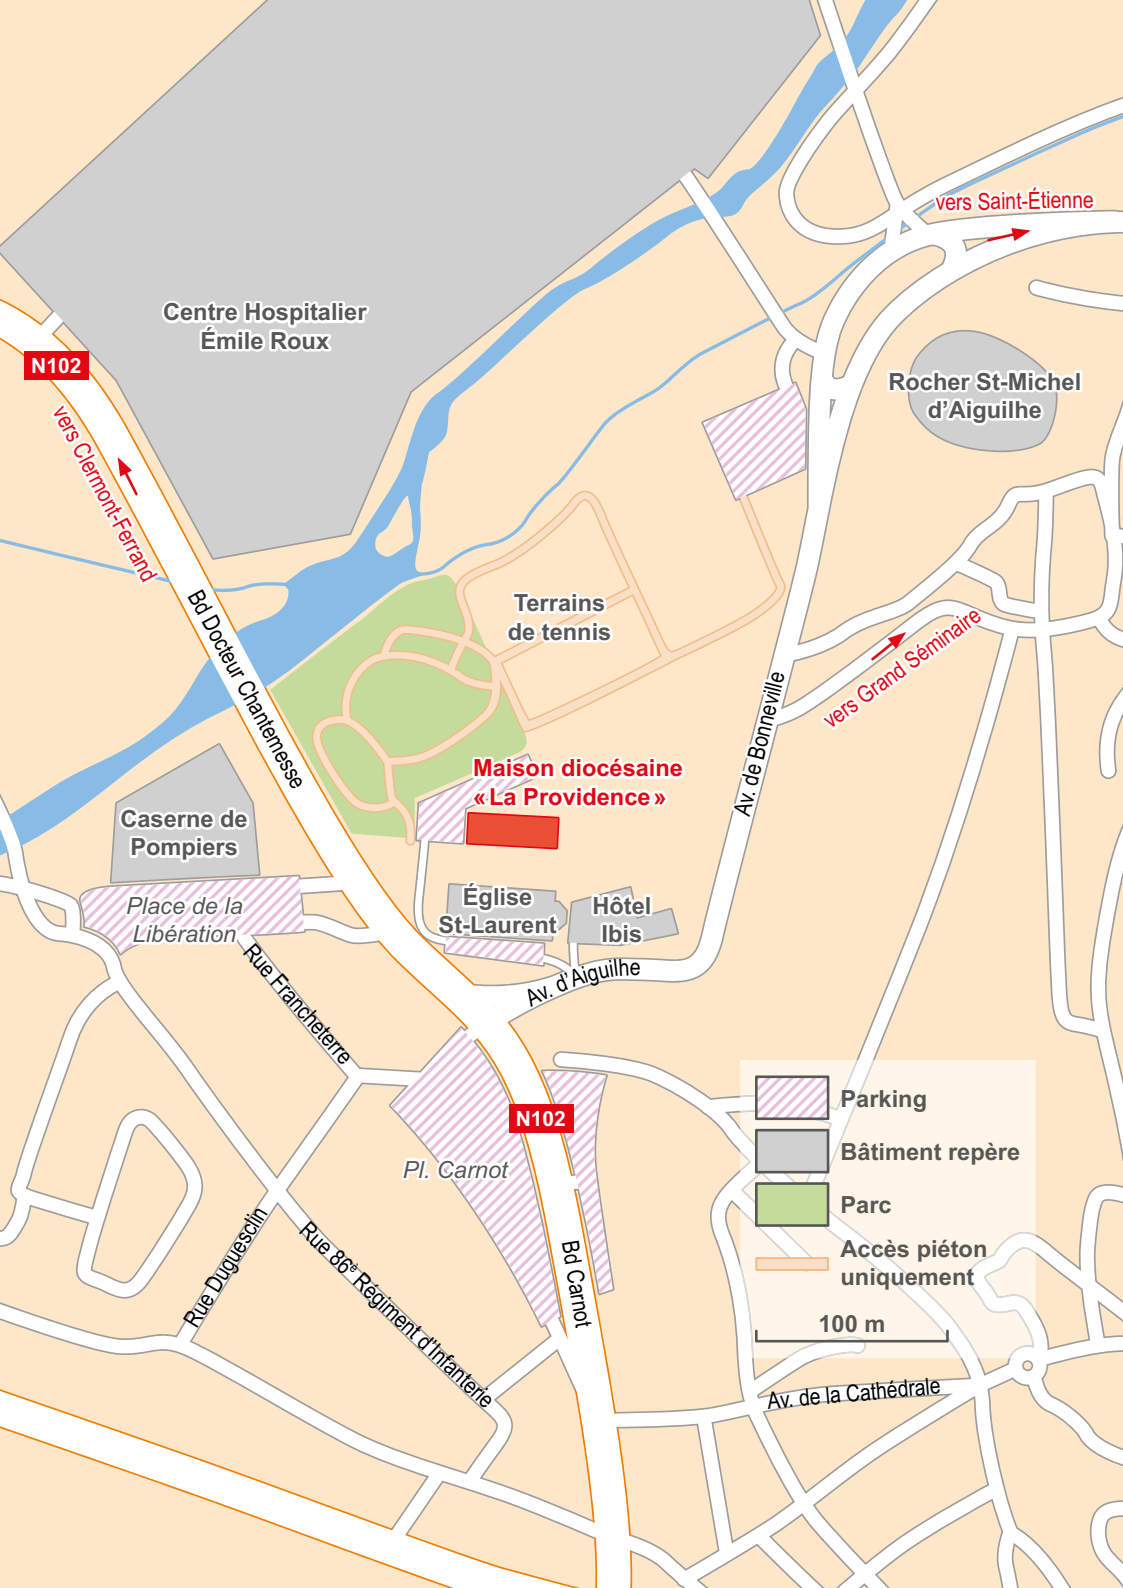 vers Saint-Étienne
Centre Hospitalier
Émile Roux
N102
Rocher St-Michel
d'Aiguilhe
vers Clermont-Ferrand
Bd Docteur Chantemesse
Terrains
de tennis
vers Grand Séminaire
Av. de Bonneville
Maison diocésaine
«La Providence»
Caserne de
Pompiers
Place de la
Libération
Église
St-Laurent
Hôtel
Ibis
Av. d'Aiguilhe
Rue Francheterre
N102
Pl. Carnot
Rue Duguesclin
Rue 86è Régiment d'Infanterie
Bd Carnot
Parking
Bâtiment repère
Parc
Accès piéton
uniquement
100 m
Av. de la Cathédrale